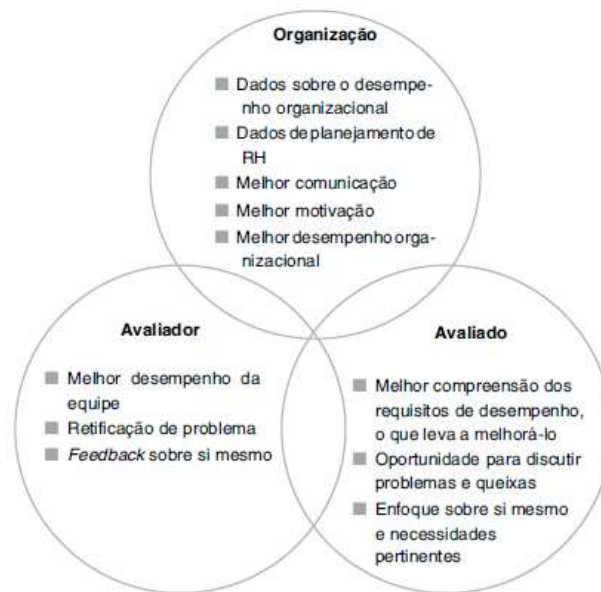 Organização
■ Dados sobre o desempe-
nho organizacional
■ Dados de planejamento de
RH
■ Melhor comunicação
■ Melhor motivação
■ Melhor desempenho orga-
nizacional
Avaliador
■ Melhor desempenho da
equipe
■ Retificação de problema
■ Feedback sobre si mesmo
Avaliado
■ Melhor compreensão dos
requisitos de desempenho,
o que leva a melhorá-lo
■ Oportunidade para discutir
problemas e queixas
■ Enfoque sobre si mesmo
e necessidades
pertinentes